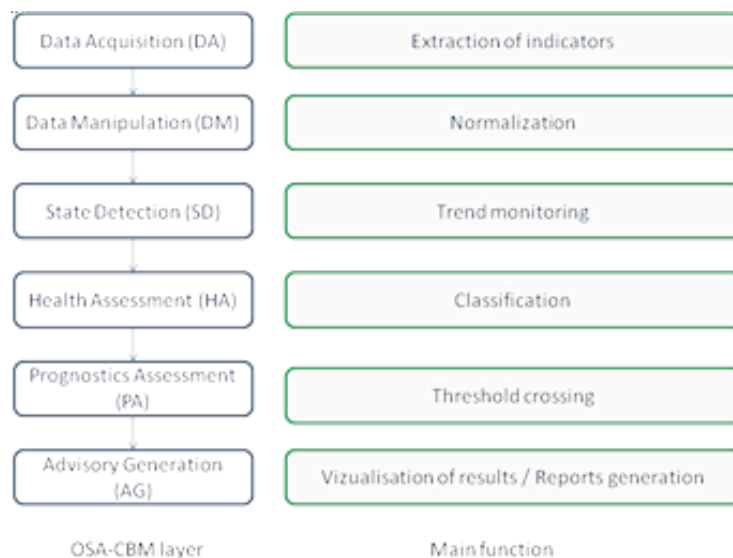 Data Acquisition (DA)
Extraction of indicators
Data Manipulation (DM)
Normalization
State Detection (SD)
Trend monitoring
Health Assessment (HA)
Classification
Prognostics Assessment
(PA)
Threshold crossing
Advisory Generation
(AG)
Vizualisation of results / Reports generation
OSA-CBM layer
Main function